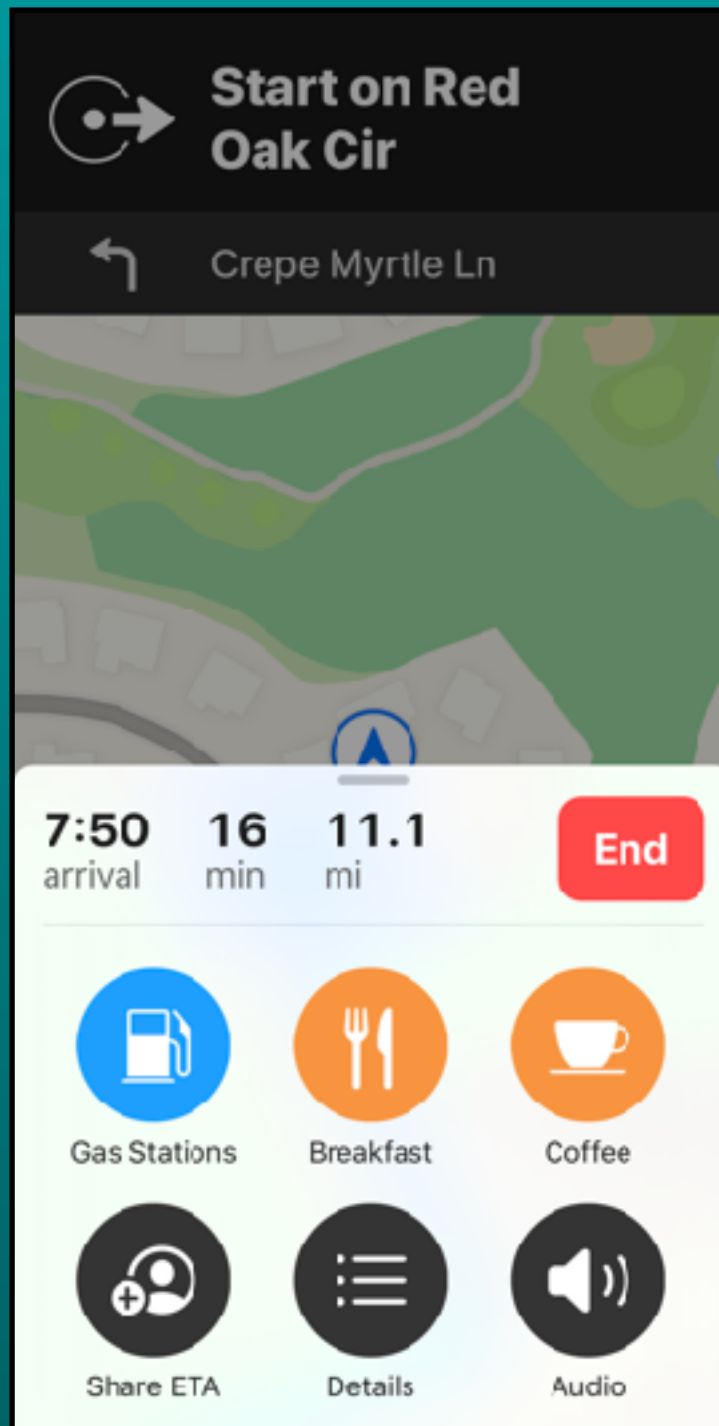 Start on Red
Oak Cir
Crepe Myrtle Ln
7:50 16 11.1
arrival min mi
End
Gas Stations Breakfast Coffee
Share ETA Details Audio